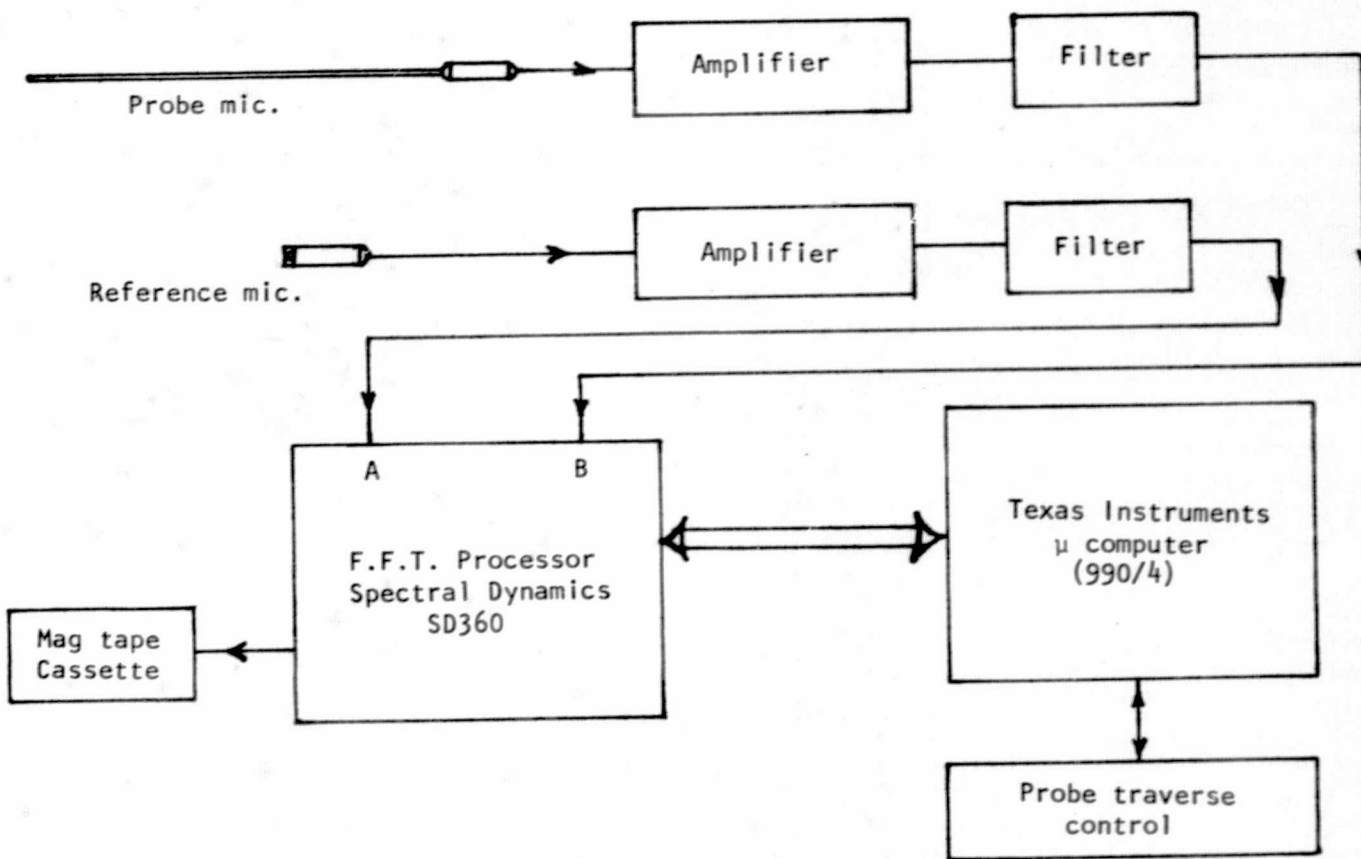 Amplifier
Filter
Probe mic.
Amplifier
Filter
Reference mic.
A
B
F.F.T. Processor
Spectral Dynamics
SD360
Texas Instruments
μ computer
(990/4)
Mag tape
Cassette
Probe traverse
control